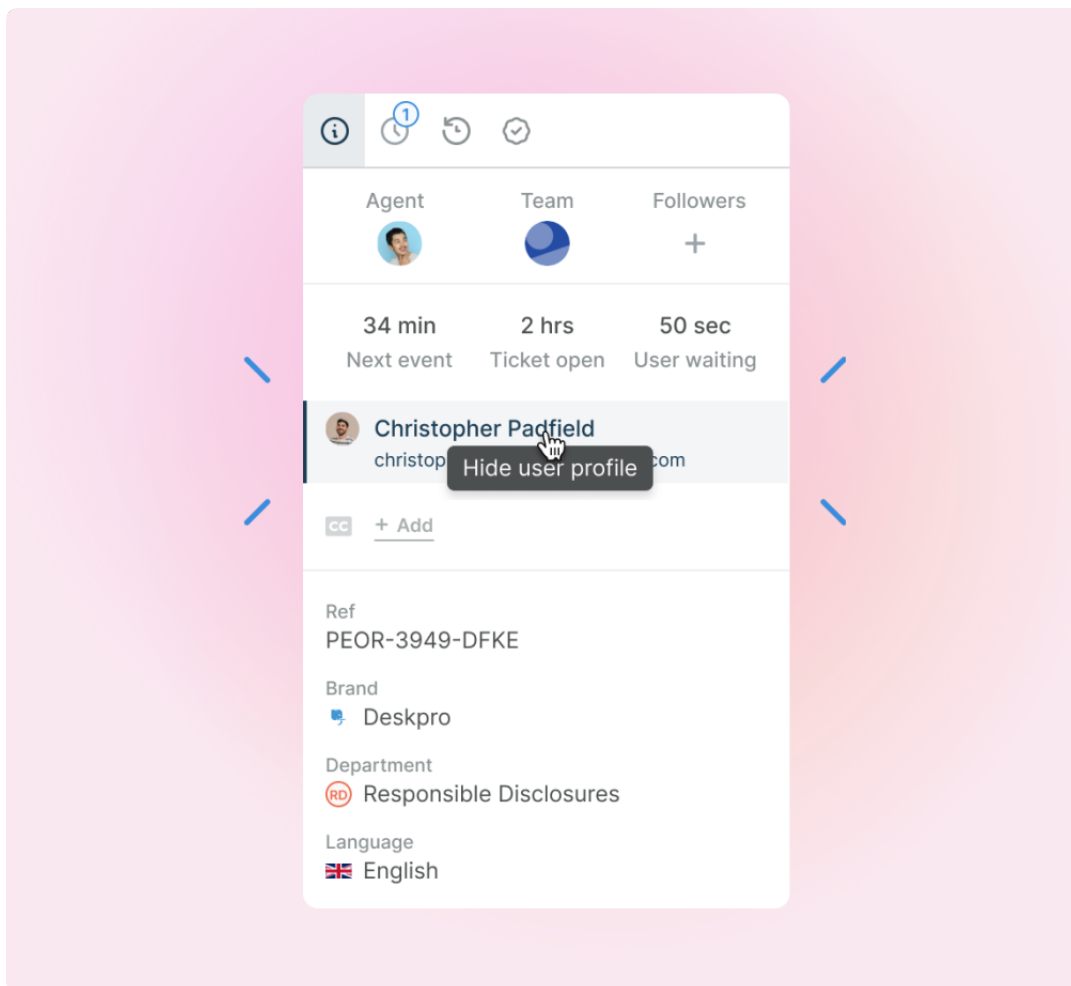 1
Agent Team Followers
+
34 min 2 hrs 50 sec
Next event Ticket open User waiting
Christopher Padfield
christop com
Hide user profile
CC + Add
Ref
PEOR-3949-DFKE
Brand
Deskpro
Department
RD Responsible Disclosures
Language
English